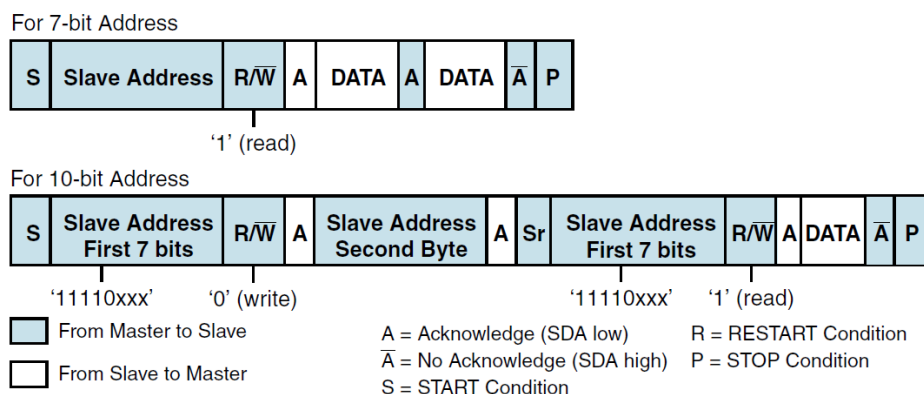 For 7-bit Address
S Slave Address R/W̅ A DATA A DATA A̅ P
‘1’ (read)
For 10-bit Address
S Slave Address First 7 bits R/W̅ A Slave Address Second Byte A Sr Slave Address First 7 bits R/W̅ A DATA A̅ P
‘11110xxx’ ‘0’ (write) ‘11110xxx’ ‘1’ (read)
From Master to Slave
From Slave to Master
A = Acknowledge (SDA low)
A̅ = No Acknowledge (SDA high)
S = START Condition
R = RESTART Condition
P = STOP Condition